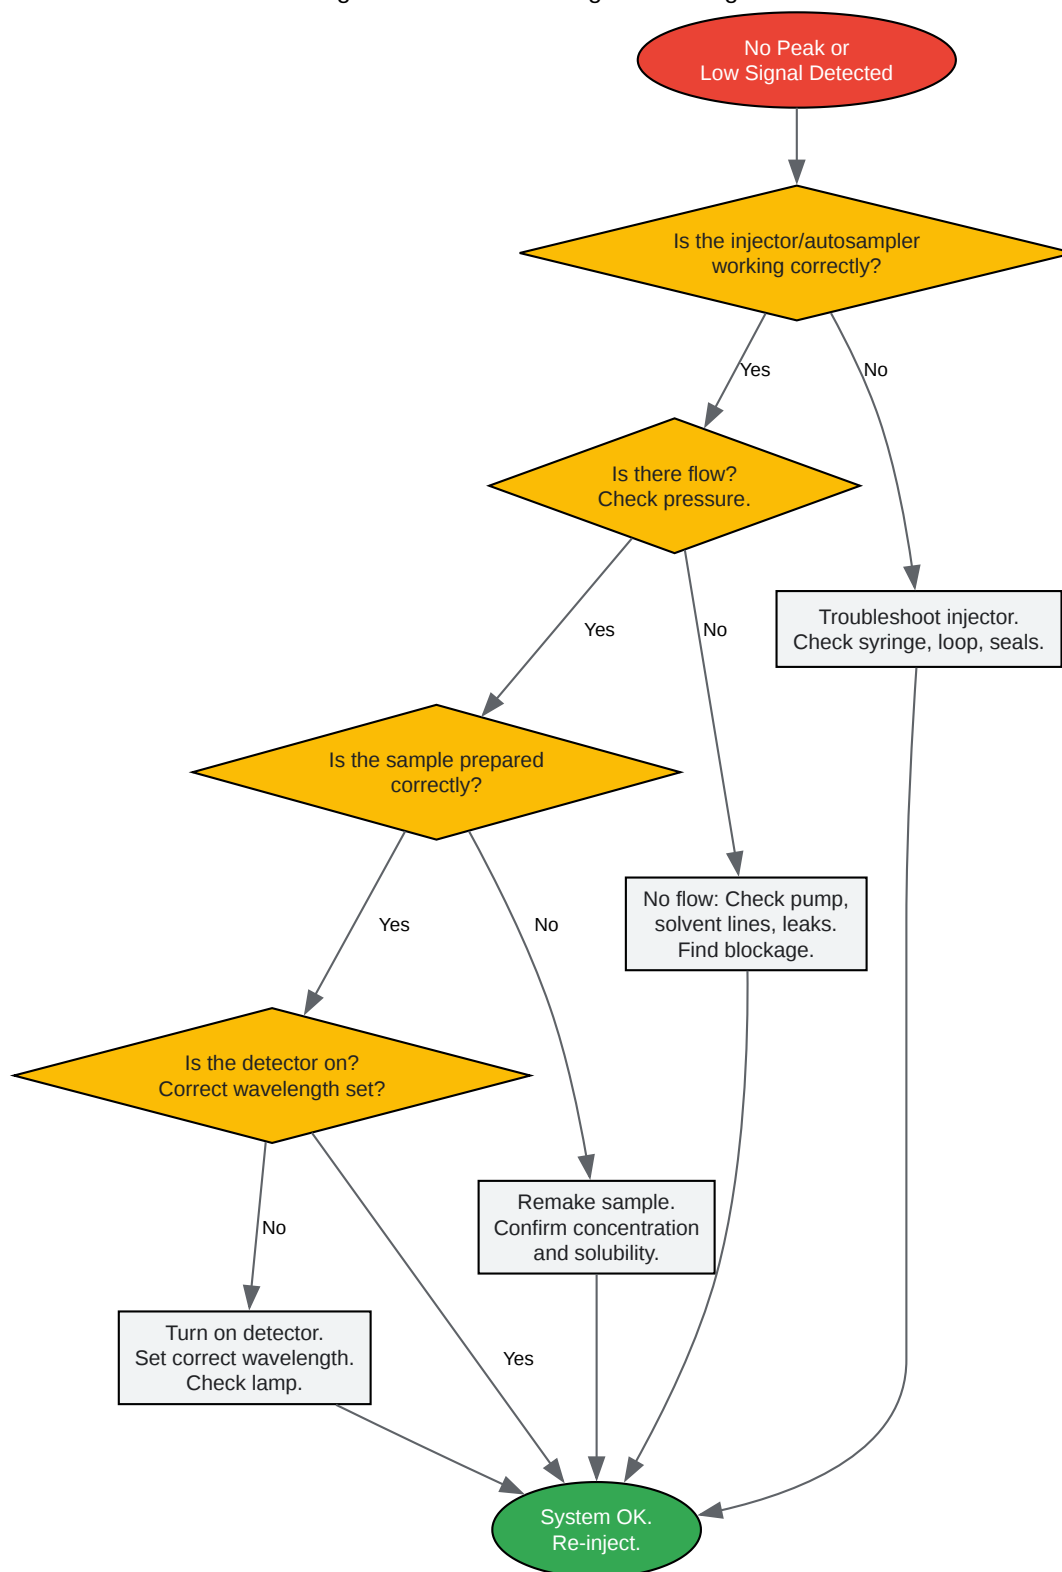 No Peak or
Low Signal Detected
Is the injector/autosampler
working correctly?
Yes
No
Is there flow?
Check pressure.
Yes
No
Troubleshoot injector.
Check syringe, loop, seals.
Is the sample prepared
correctly?
Yes
No
No flow: Check pump,
solvent lines, leaks.
Find blockage.
Is the detector on?
Correct wavelength set?
No
Yes
Remake sample.
Confirm concentration
and solubility.
Turn on detector.
Set correct wavelength.
Check lamp.
System OK.
Re-inject.